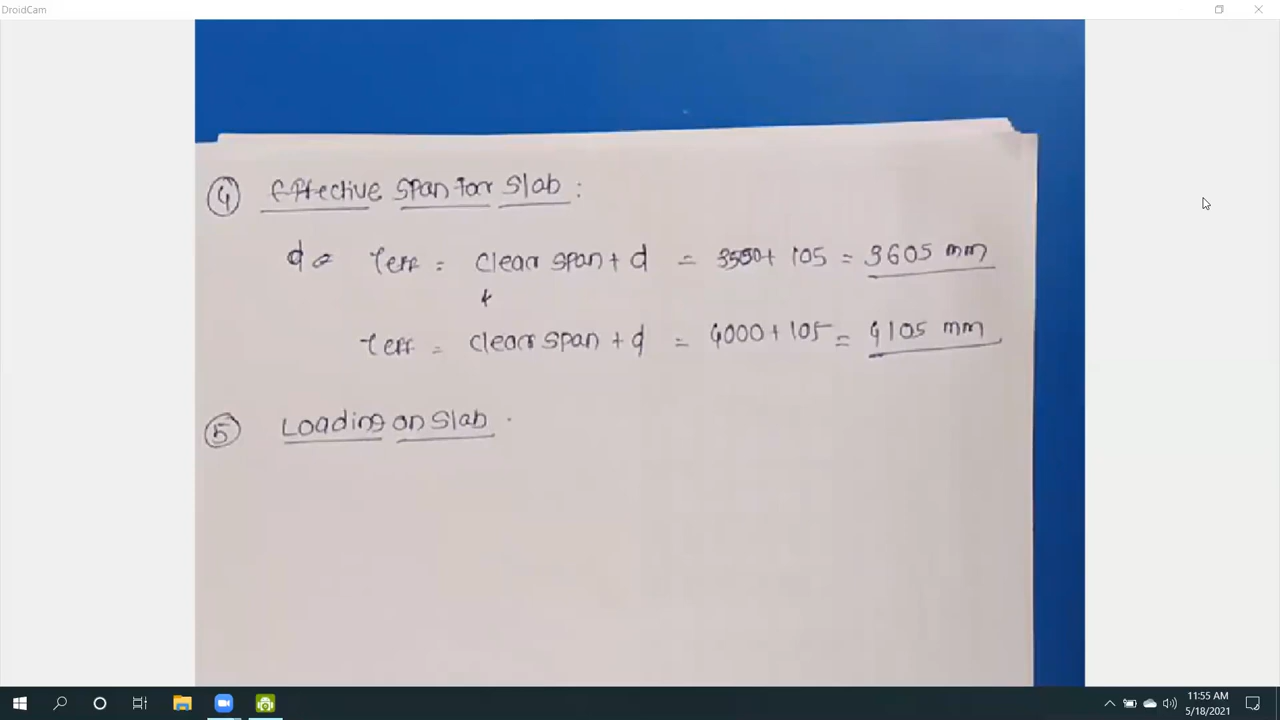 DroidCam
④ Effective span for slab :
d = leff = clear span + d = 3500 + 105 = 3605 mm
&
leff = clear span + d = 4000 + 105 = 4105 mm
⑤ Loading on slab
11:55 AM
5/18/2021